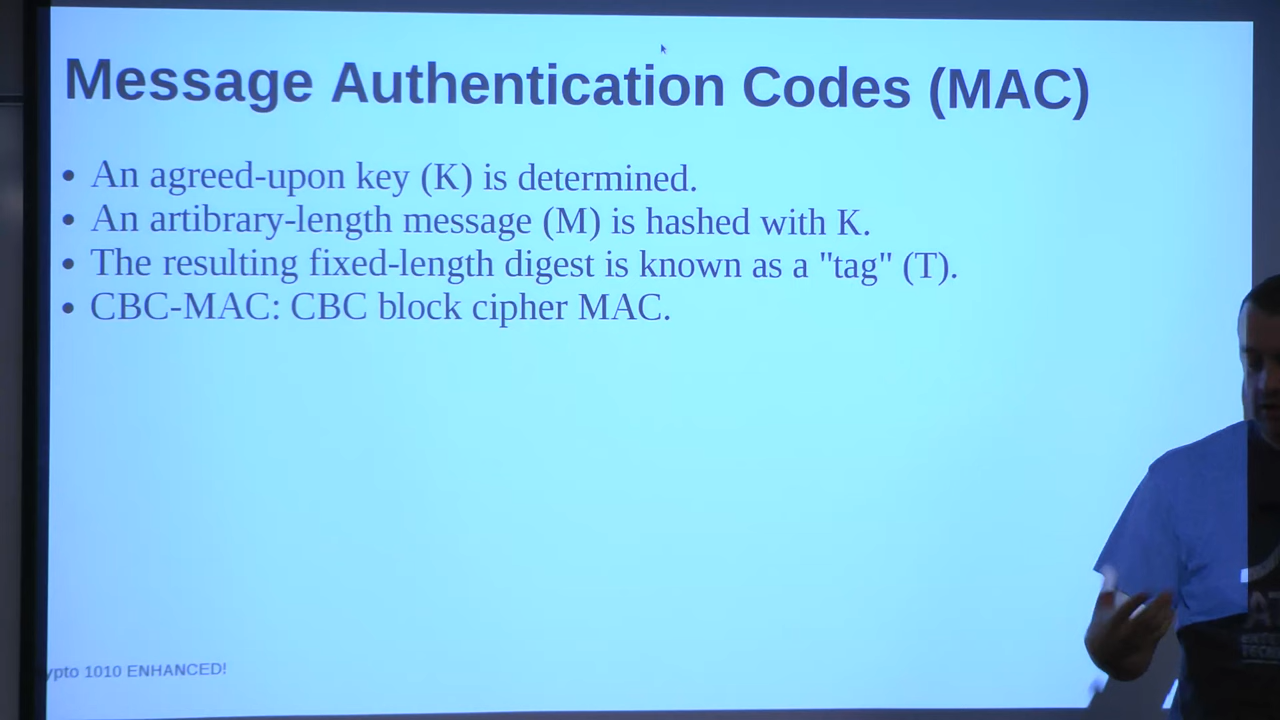 Message Authentication Codes (MAC)
• An agreed-upon key (K) is determined.
• An artibrary-length message (M) is hashed with K.
• The resulting fixed-length digest is known as a "tag" (T).
• CBC-MAC: CBC block cipher MAC.
ypto 1010 ENHANCED!